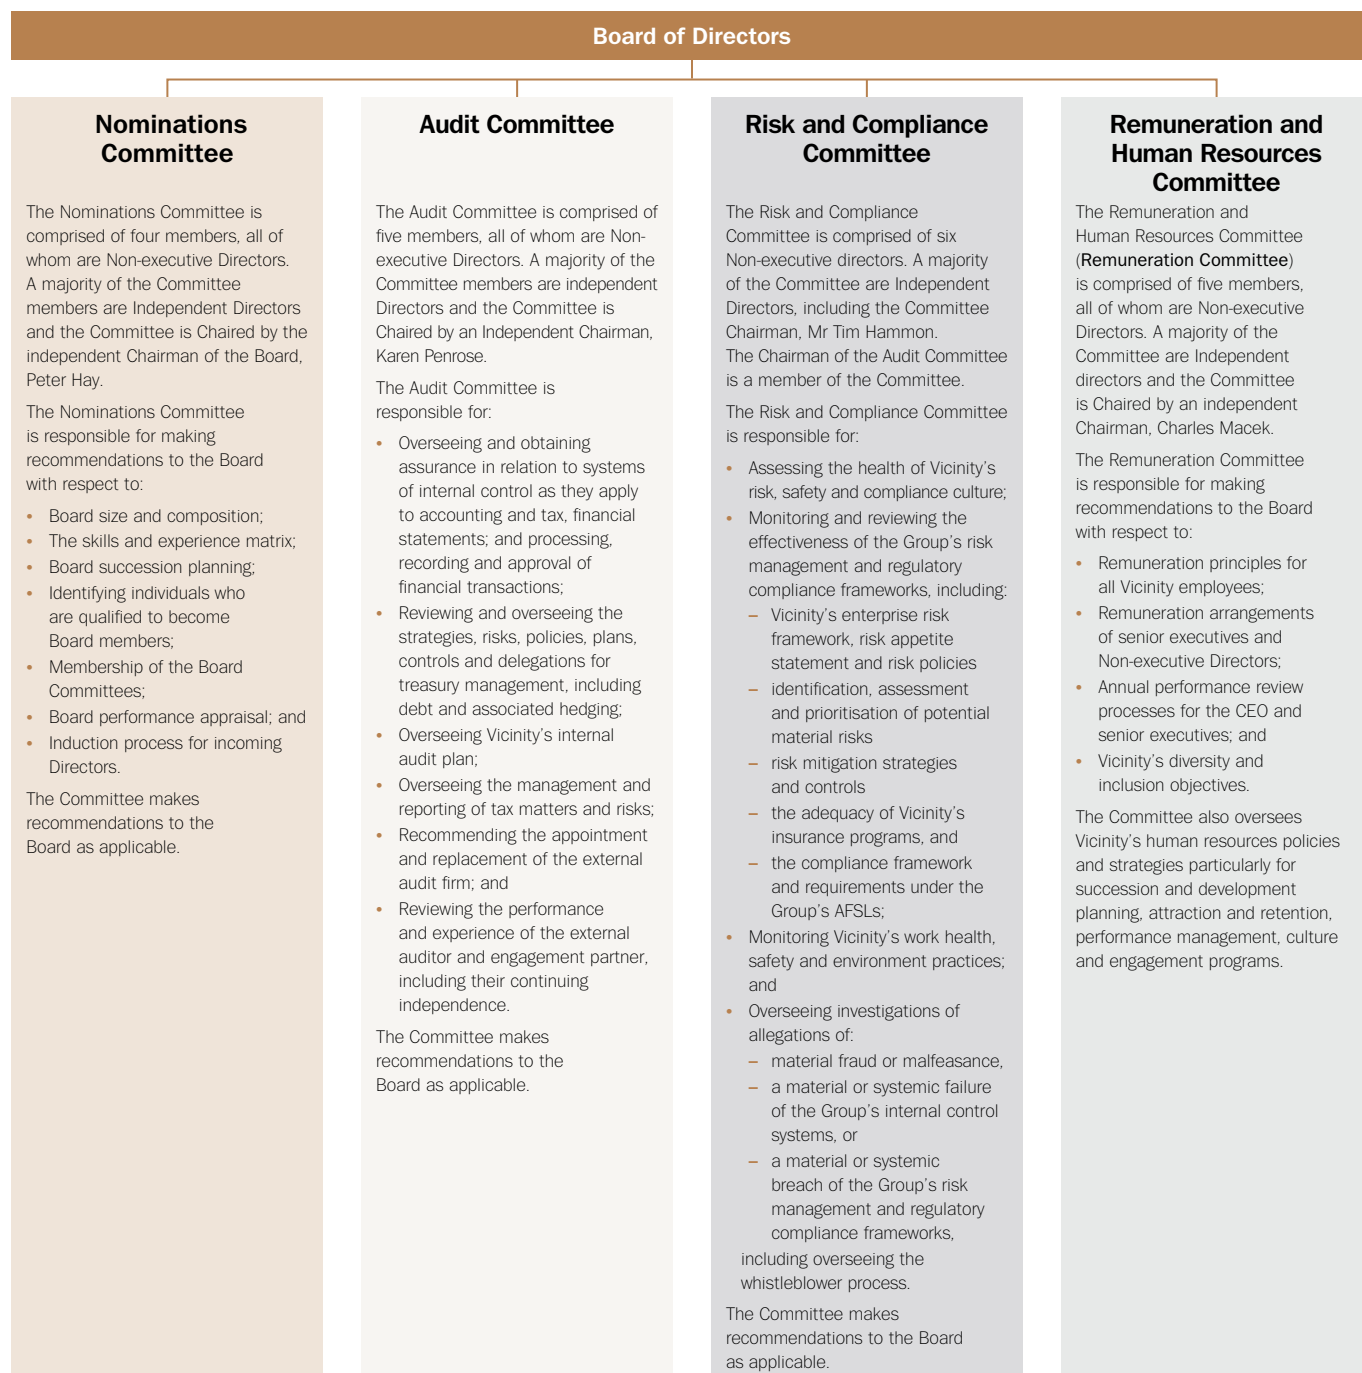 Board of Directors
Nominations
Committee
The Nominations Committee is
comprised of four members, all of
whom are Non-executive Directors.
A majority of the Committee
members are Independent Directors
and the Committee is Chaired by the
independent Chairman of the Board,
Peter Hay.
The Nominations Committee
is responsible for making
recommendations to the Board
with respect to:
• Board size and composition;
• The skills and experience matrix;
• Board succession planning;
• Identifying individuals who
are qualified to become
Board members;
• Membership of the Board
Committees;
• Board performance appraisal; and
• Induction process for incoming
Directors.
The Committee makes
recommendations to the
Board as applicable.
Audit Committee
The Audit Committee is comprised of
five members, all of whom are Non-
executive Directors. A majority of the
Committee members are independent
Directors and the Committee is
Chaired by an Independent Chairman,
Karen Penrose.
The Audit Committee is
responsible for:
• Overseeing and obtaining
assurance in relation to systems
of internal control as they apply
to accounting and tax, financial
statements; and processing,
recording and approval of
financial transactions;
• Reviewing and overseeing the
strategies, risks, policies, plans,
controls and delegations for
treasury management, including
debt and associated hedging;
• Overseeing Vicinity's internal
audit plan;
• Overseeing the management and
reporting of tax matters and risks;
• Recommending the appointment
and replacement of the external
audit firm; and
• Reviewing the performance
and experience of the external
auditor and engagement partner,
including their continuing
independence.
The Committee makes
recommendations to the
Board as applicable.
Risk and Compliance
Committee
The Risk and Compliance
Committee is comprised of six
Non-executive directors. A majority
of the Committee are Independent
Directors, including the Committee
Chairman, Mr Tim Hammon.
The Chairman of the Audit Committee
is a member of the Committee.
The Risk and Compliance Committee
is responsible for:
• Assessing the health of Vicinity's
risk, safety and compliance culture;
• Monitoring and reviewing the
effectiveness of the Group's risk
management and regulatory
compliance frameworks, including:
– Vicinity's enterprise risk
framework, risk appetite
statement and risk policies
– identification, assessment
and prioritisation of potential
material risks
– risk mitigation strategies
and controls
– the adequacy of Vicinity's
insurance programs, and
– the compliance framework
and requirements under the
Group's AFSLs;
• Monitoring Vicinity's work health,
safety and environment practices;
and
• Overseeing investigations of
allegations of:
– material fraud or malfeasance,
– a material or systemic failure
of the Group's internal control
systems, or
– a material or systemic
breach of the Group's risk
management and regulatory
compliance frameworks,
including overseeing the
whistleblower process.
The Committee makes
recommendations to the Board
as applicable.
Remuneration and
Human Resources
Committee
The Remuneration and
Human Resources Committee
(Remuneration Committee)
is comprised of five members,
all of whom are Non-executive
Directors. A majority of the
Committee are Independent
directors and the Committee
is Chaired by an independent
Chairman, Charles Macek.
The Remuneration Committee
is responsible for making
recommendations to the Board
with respect to:
• Remuneration principles for
all Vicinity employees;
• Remuneration arrangements
of senior executives and
Non-executive Directors;
• Annual performance review
processes for the CEO and
senior executives; and
• Vicinity's diversity and
inclusion objectives.
The Committee also oversees
Vicinity's human resources policies
and strategies particularly for
succession and development
planning, attraction and retention,
performance management, culture
and engagement programs.